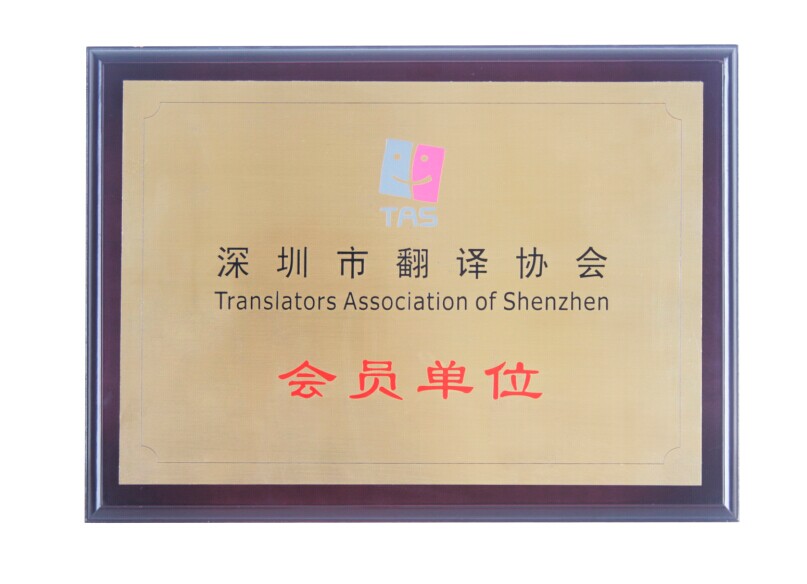 TAS
深圳市翻译协会
Translators Association of Shenzhen
会员单位